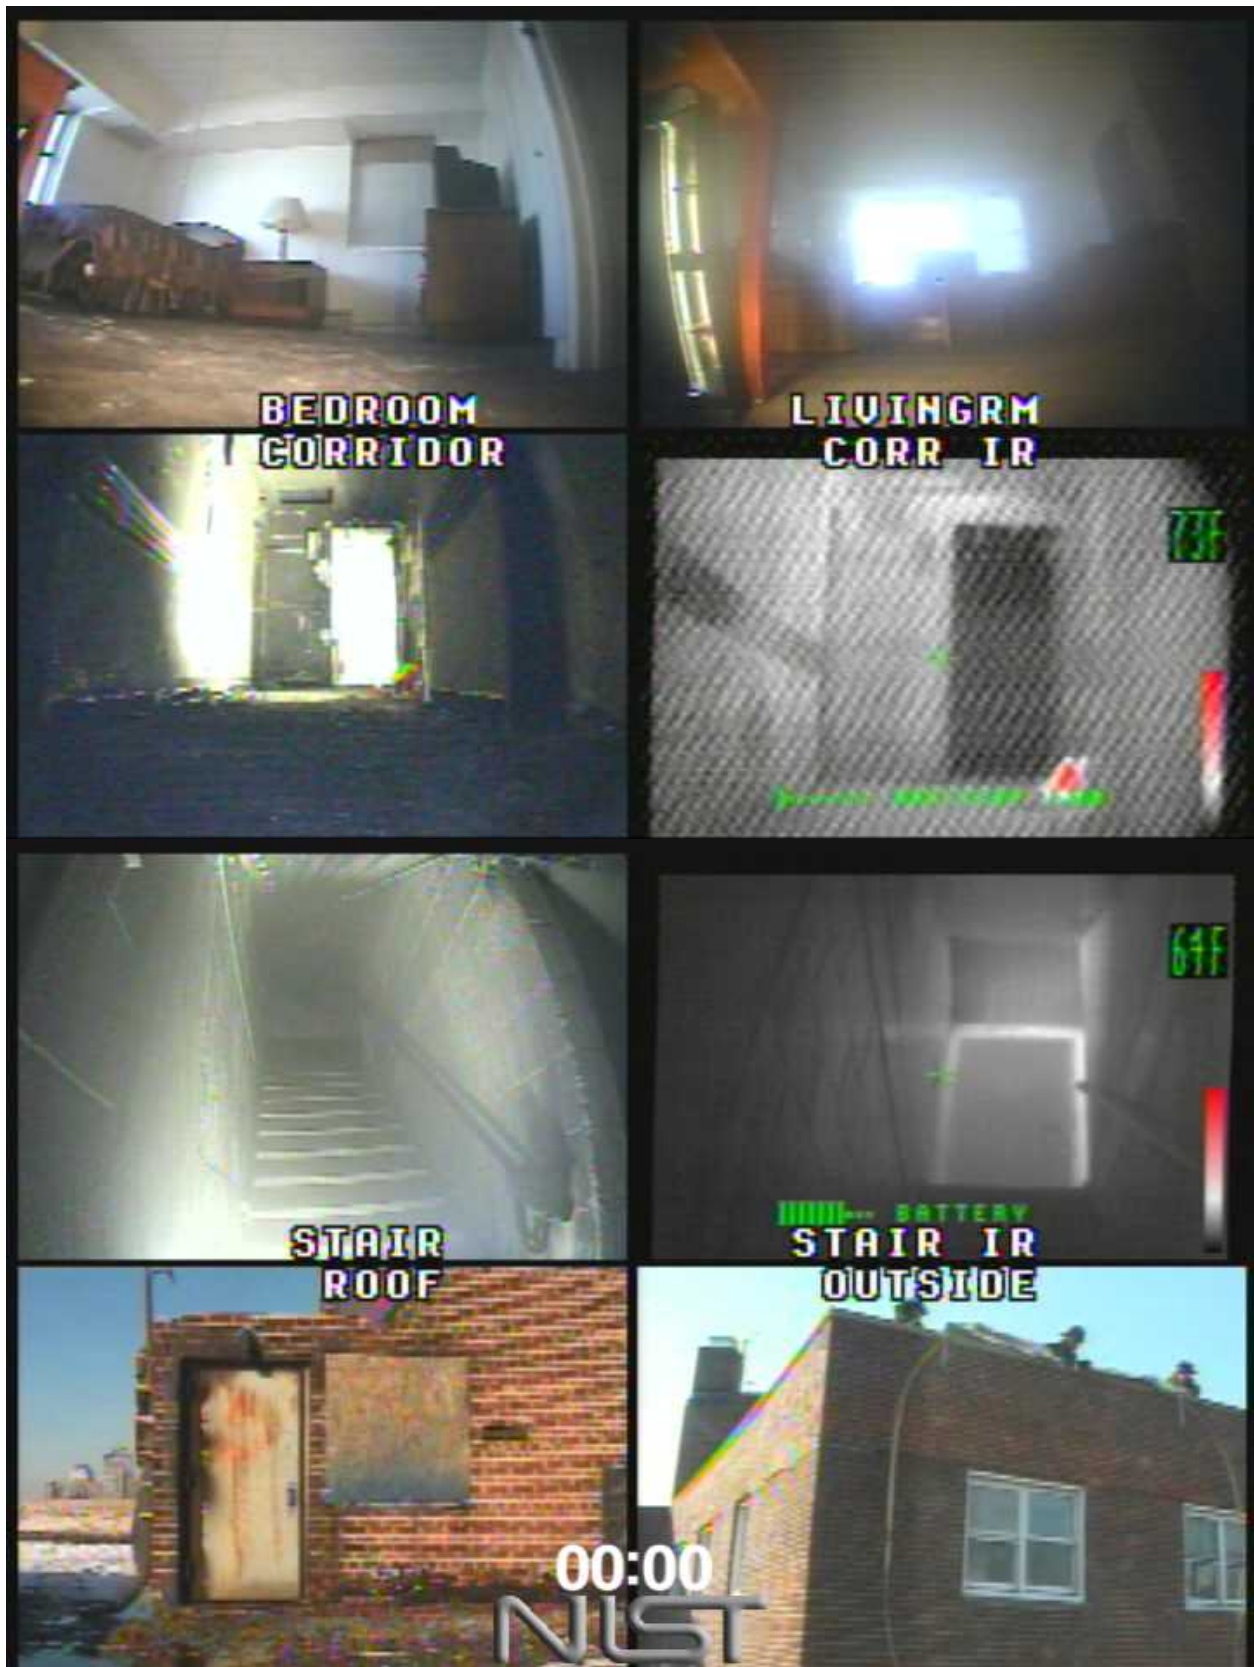 BEDROOM
LIVINGRM
CORRIDOR
CORR IR
73F
64F
BATTERY
STAIR
STAIR IR
ROOF
OUTSIDE
00:00
NIST